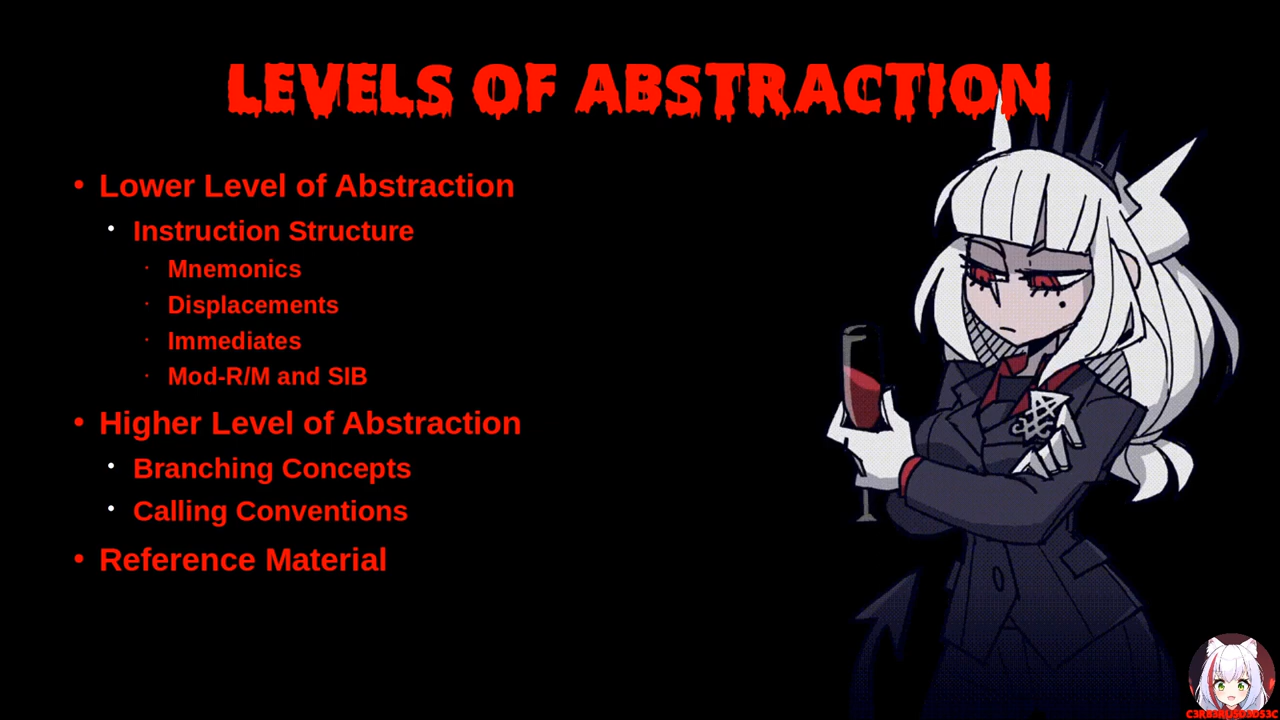 LEVELS OF ABSTRACTION
• Lower Level of Abstraction
• Instruction Structure
· Mnemonics
· Displacements
· Immediates
· Mod-R/M and SIB
• Higher Level of Abstraction
• Branching Concepts
• Calling Conventions
• Reference Material